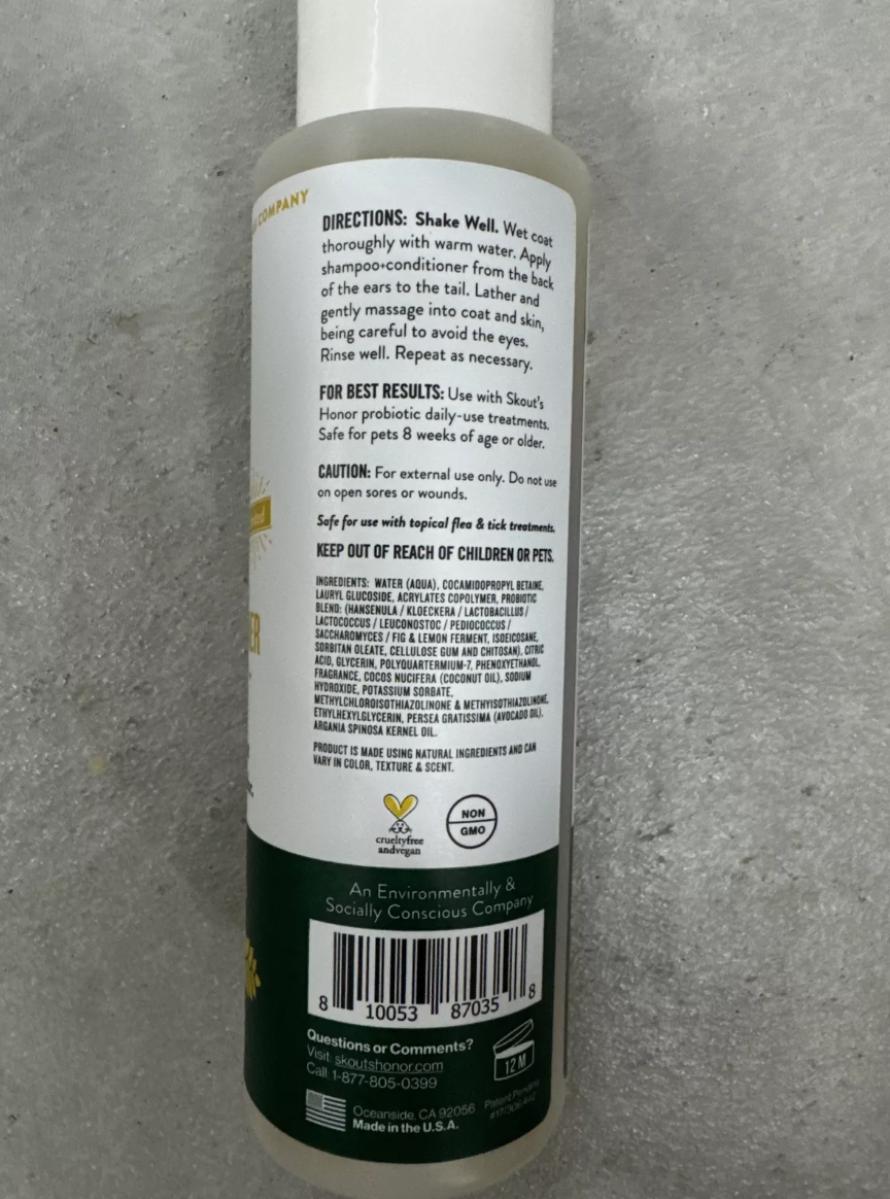 COMPANY
DIRECTIONS: Shake Well. Wet coat
thoroughly with warm water. Apply
shampoo+conditioner from the back
of the ears to the tail. Lather and
gently massage into coat and skin,
being careful to avoid the eyes.
Rinse well. Repeat as necessary.
FOR BEST RESULTS: Use with Skout's
Honor probiotic daily-use treatments.
Safe for pets 8 weeks of age or older.
CAUTION: For external use only. Do not use
on open sores or wounds.
Safe for use with topical flea & tick treatments.
KEEP OUT OF REACH OF CHILDREN OR PETS.
INGREDIENTS: WATER (AQUA), COCAMIDOPROPYL BETAINE,
LAURYL GLUCOSIDE, ACRYLATES COPOLYMER, PROBIOTIC
BLEND: (HANSENULA / KLOECKERA / LACTOBACILLUS /
LACTOCOCCUS / LEUCONOSTOC / PEDIOCOCCUS /
SACCHAROMYCES / FIG & LEMON FERMENT, ISOEICOSANE,
SORBITAN OLEATE, CELLULOSE GUM AND CHITOSAN), CITRIC
ACID, GLYCERIN, POLYQUARTERMIUM-7, PHENOXYETHANOL,
FRAGRANCE, COCOS NUCIFERA (COCONUT OIL), SODIUM
HYDROXIDE, POTASSIUM SORBATE,
METHYLCHLOROISOTHIAZOLINONE & METHYISOTHIAZOLINONE,
ETHYLHEXYLGLYCERIN, PERSEA GRATISSIMA (AVOCADO OIL),
ARGANIA SPINOSA KERNEL OIL.
PRODUCT IS MADE USING NATURAL INGREDIENTS AND CAN
VARY IN COLOR, TEXTURE & SCENT.
crueltyfree
andvegan
NON
GMO
An Environmentally &
Socially Conscious Company
8 10053 87035 8
Questions or Comments?
Visit: skoutshonor.com
Call: 1-877-805-0399
12 M
Oceanside, CA 92056
Made in the U.S.A.
Patent Pending